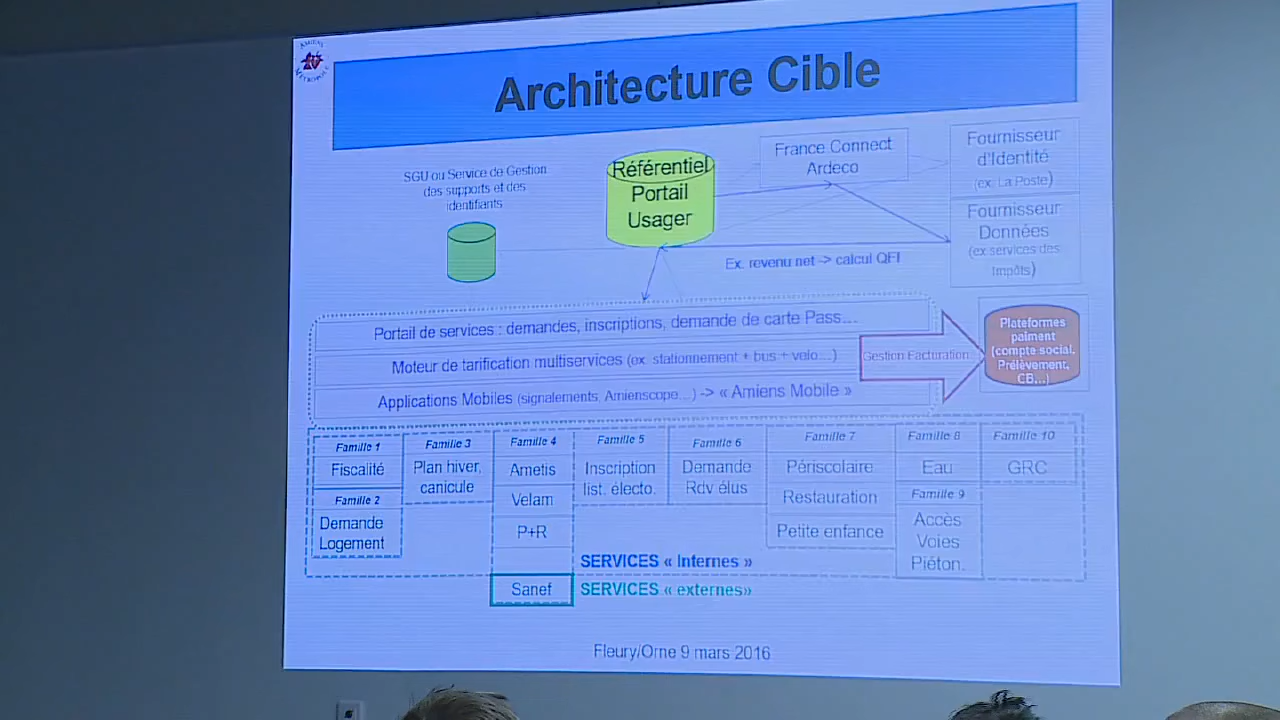 AMIENS
MÉTROPOLE
Architecture Cible
SGU ou Service de Gestion
des supports et des
identifiants
Référentiel
Portail
Usager
France Connect
Ardeco
Fournisseur
d'Identité
(ex: La Poste)
Fournisseur
Données
(ex services des
Impôts)
Ex. revenu net -> calcul QFI
Portail de services : demandes, inscriptions, demande de carte Pass...
Moteur de tarification multiservices (ex. stationnement + bus + velo...)
Applications Mobiles (signalements, Amienscope...) -> « Amiens Mobile »
Gestion Facturation
Plateformes
paiment
(compte social,
Prélèvement,
CB...)
Famille 1
Fiscalité
Famille 2
Demande
Logement
Famille 3
Plan hiver,
canicule
Famille 4
Ametis
Velam
P+R
Sanef
Famille 5
Inscription
list. électo.
Famille 6
Demande
Rdv élus
Famille 7
Périscolaire
Restauration
Petite enfance
Famille 8
Eau
Famille 9
Accès
Voies
Piéton.
Famille 10
GRC
SERVICES « Internes »
SERVICES « externes»
Fleury/Orne 9 mars 2016